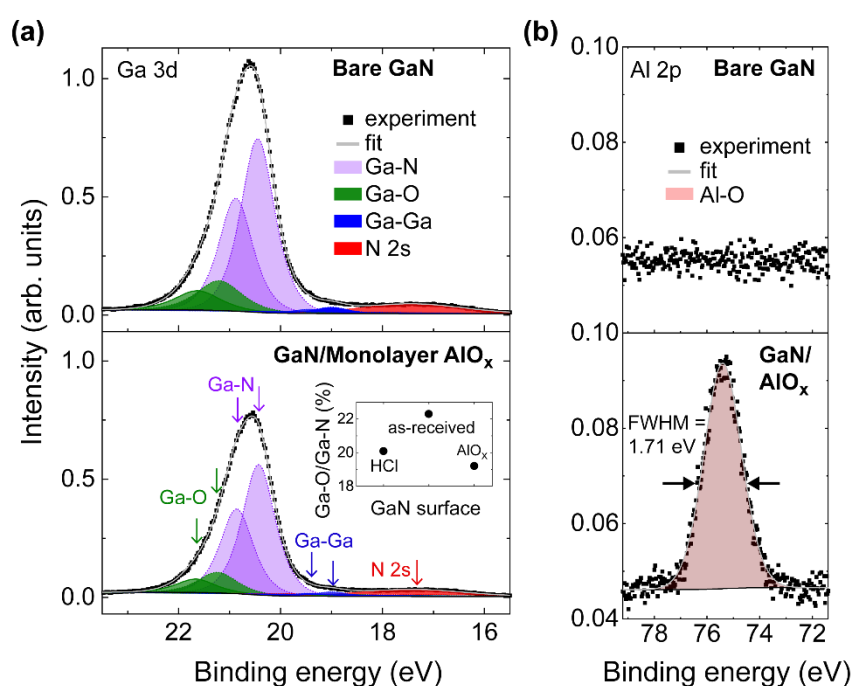 (a)
Intensity (arb. units)
Ga 3d
Bare GaN
experiment
fit
Ga-N
Ga-O
Ga-Ga
N 2s
1.0
0.5
0.0
GaN/Monolayer AlOx
Ga-N
Ga-O
Ga-Ga
N 2s
Ga-O/Ga-N (%)
22
20
18
HCl
as-received
AlOx
GaN surface
1.0
0.5
0.0
22 20 18 16
Binding energy (eV)
(b)
Al 2p
Bare GaN
experiment
fit
Al-O
0.10
0.08
0.06
0.10
GaN/
AlOx
FWHM =
1.71 eV
0.08
0.06
0.04
78 76 74 72
Binding energy (eV)